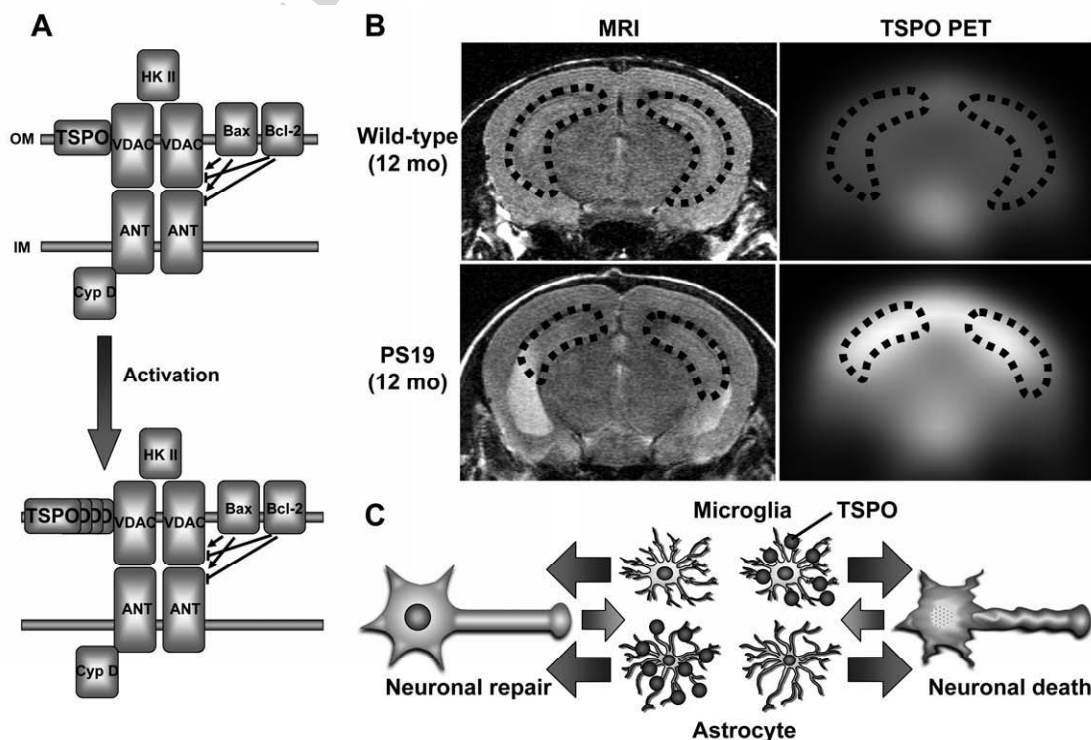 A
HK II
OM
TSPO
VDAC
VDAC
Bax
Bcl-2
ANT
ANT
IM
Cyp D
Activation
HK II
TSPO
VDAC
VDAC
Bax
Bcl-2
ANT
ANT
Cyp D
B
MRI
TSPO PET
Wild-type
(12 mo)
PS19
(12 mo)
C
Microglia
TSPO
Neuronal repair
Neuronal death
Astrocyte